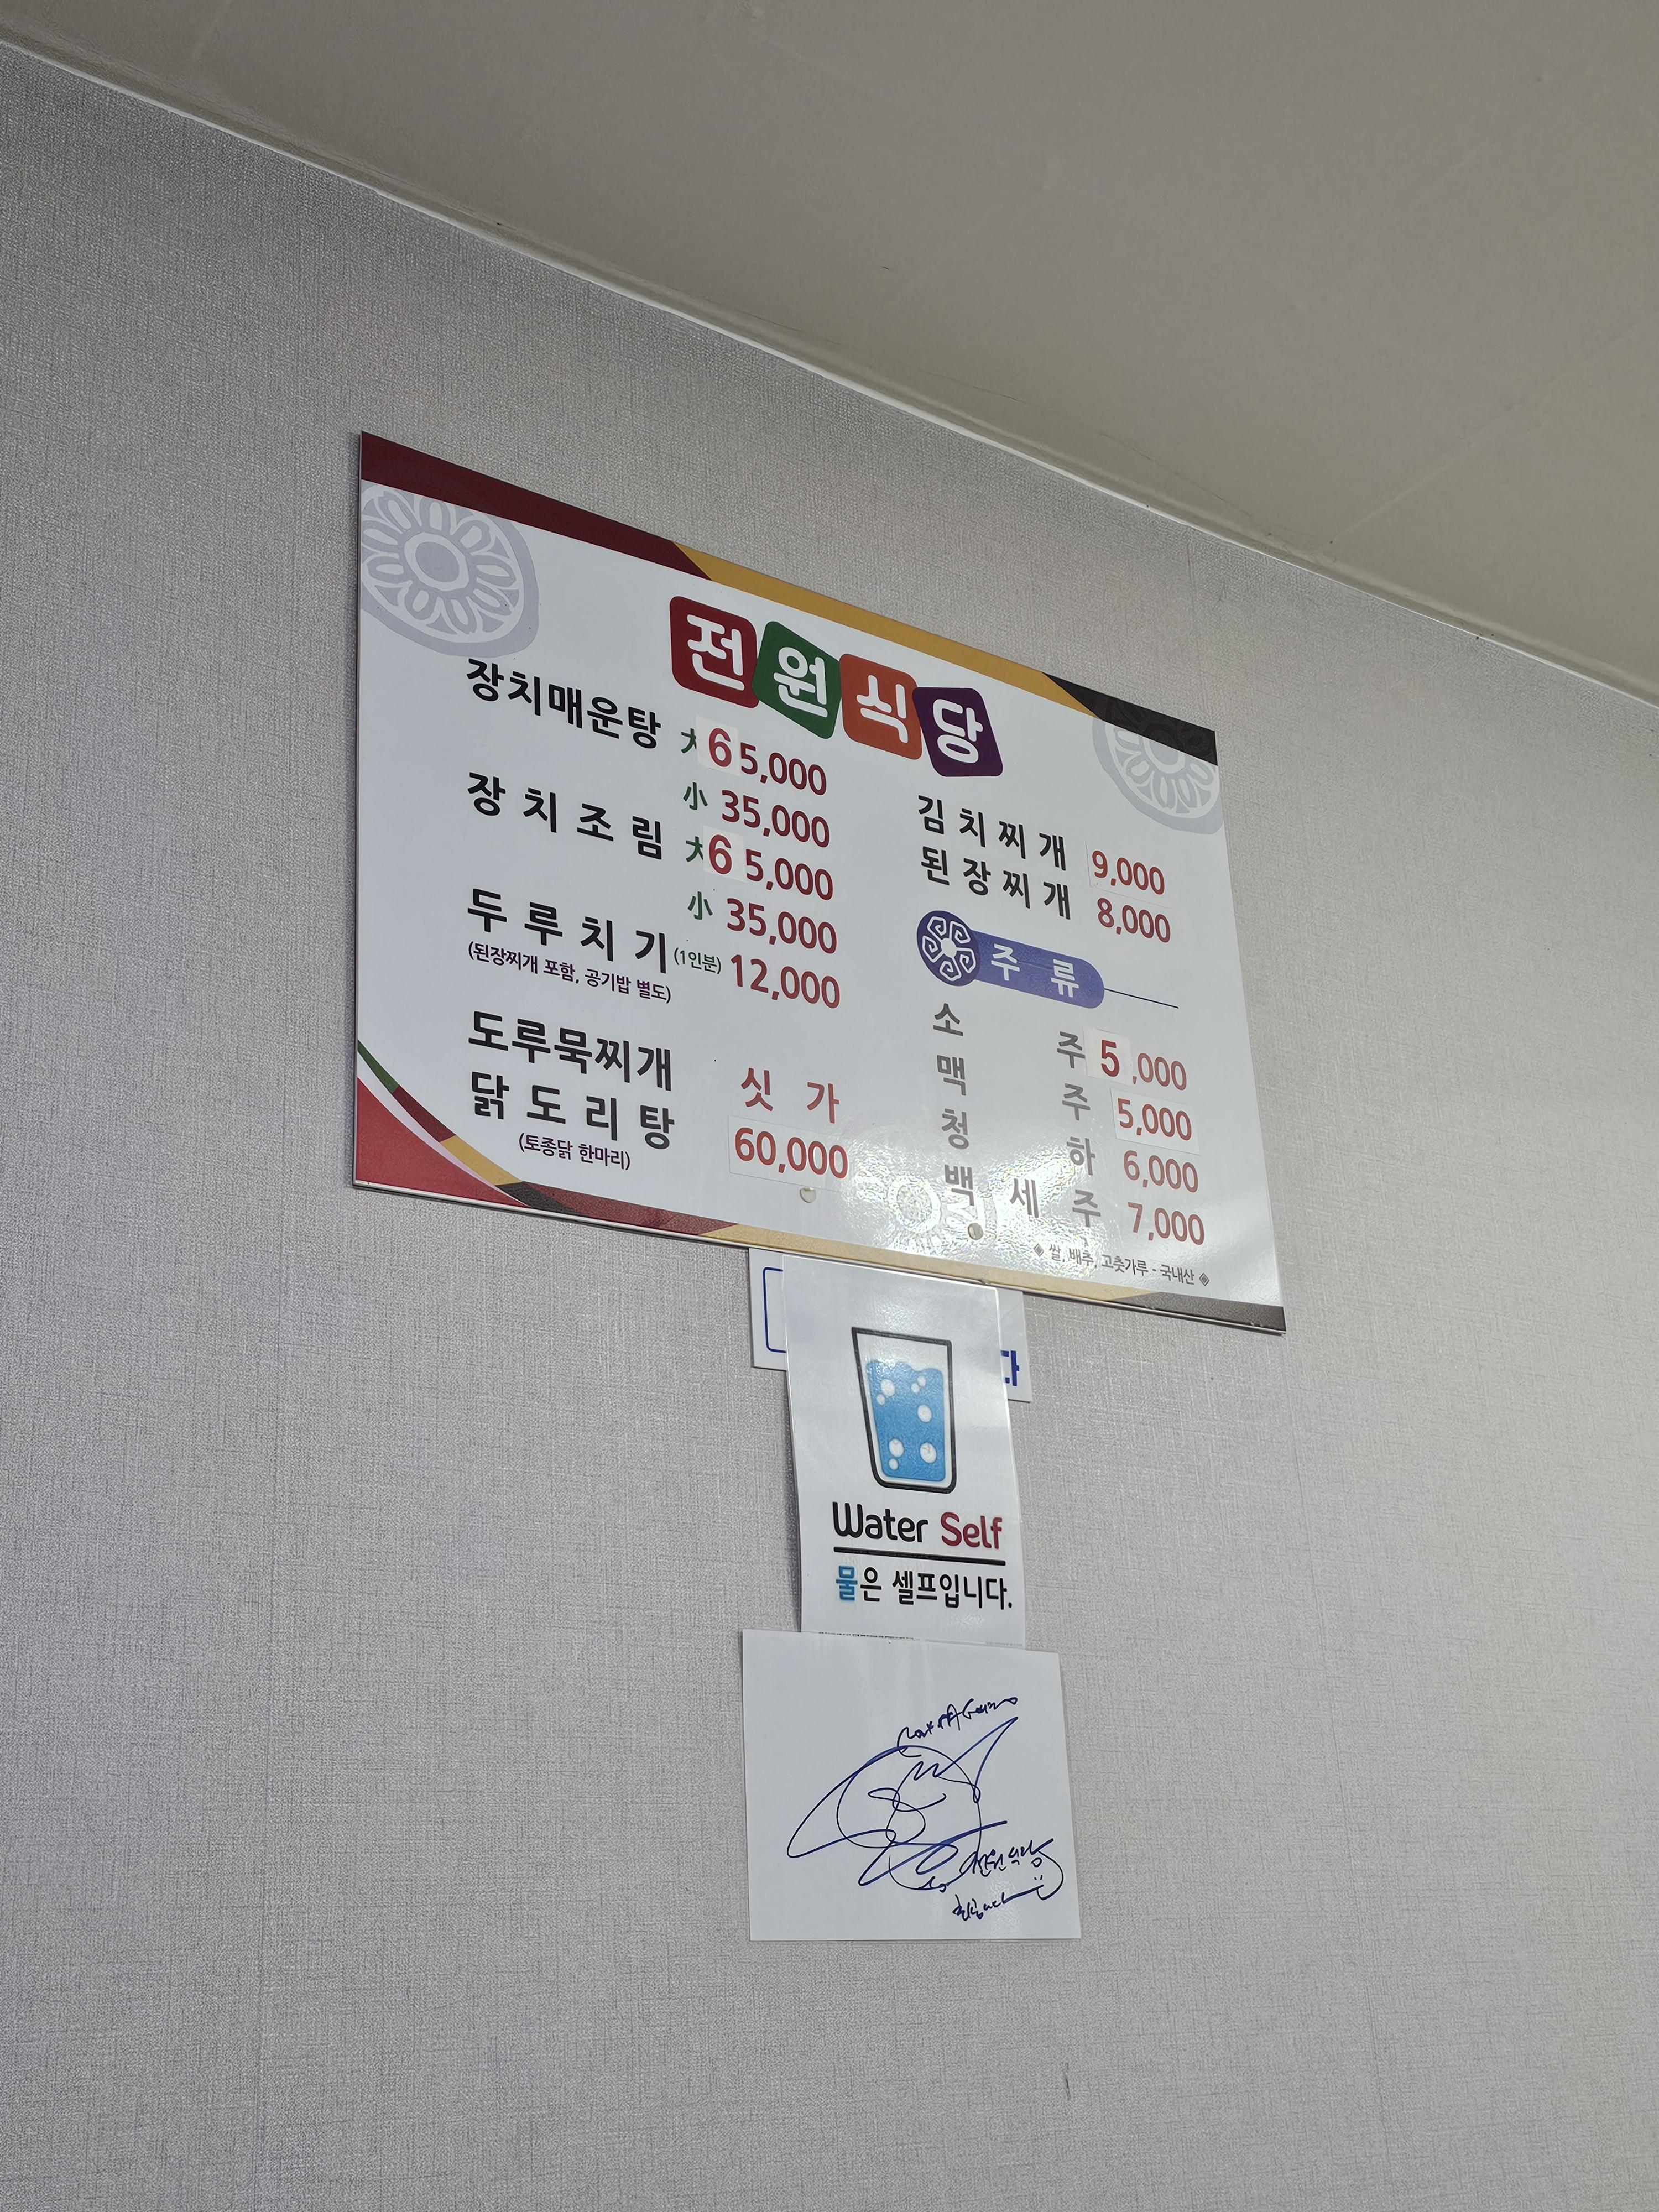 전원식당
장치매운탕 大 65,000
小 35,000
장치조림 大 65,000
小 35,000
두루치기 (1인분) 12,000
(된장찌개 포함, 공기밥 별도)
도루묵찌개 싯가
닭도리탕 60,000
(토종닭 한마리)
김치찌개 9,000
된장찌개 8,000
주류
소주 5,000
맥주 5,000
청하 6,000
백세주 7,000
◈ 쌀, 배추, 고춧가루 - 국내산 ◈
다
Water Self
물은 셀프입니다.
전원식당